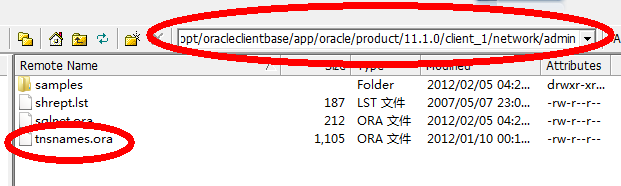 opt/oracleclientbase/app/oracle/product/11.1.0/client_1/network/admin
Remote Name / Size Type Modified Attributes
samples Folder 2012/02/05 04:2... drwxr-xr...
shrept.lst 187 LST 文件 2007/05/07 23:0... -rw-r--r--
sqlnet.ora 212 ORA 文件 2012/02/05 04:2... -rw-r--r--
tnsnames.ora 1,105 ORA 文件 2012/01/10 00:1... -rw-r--r--